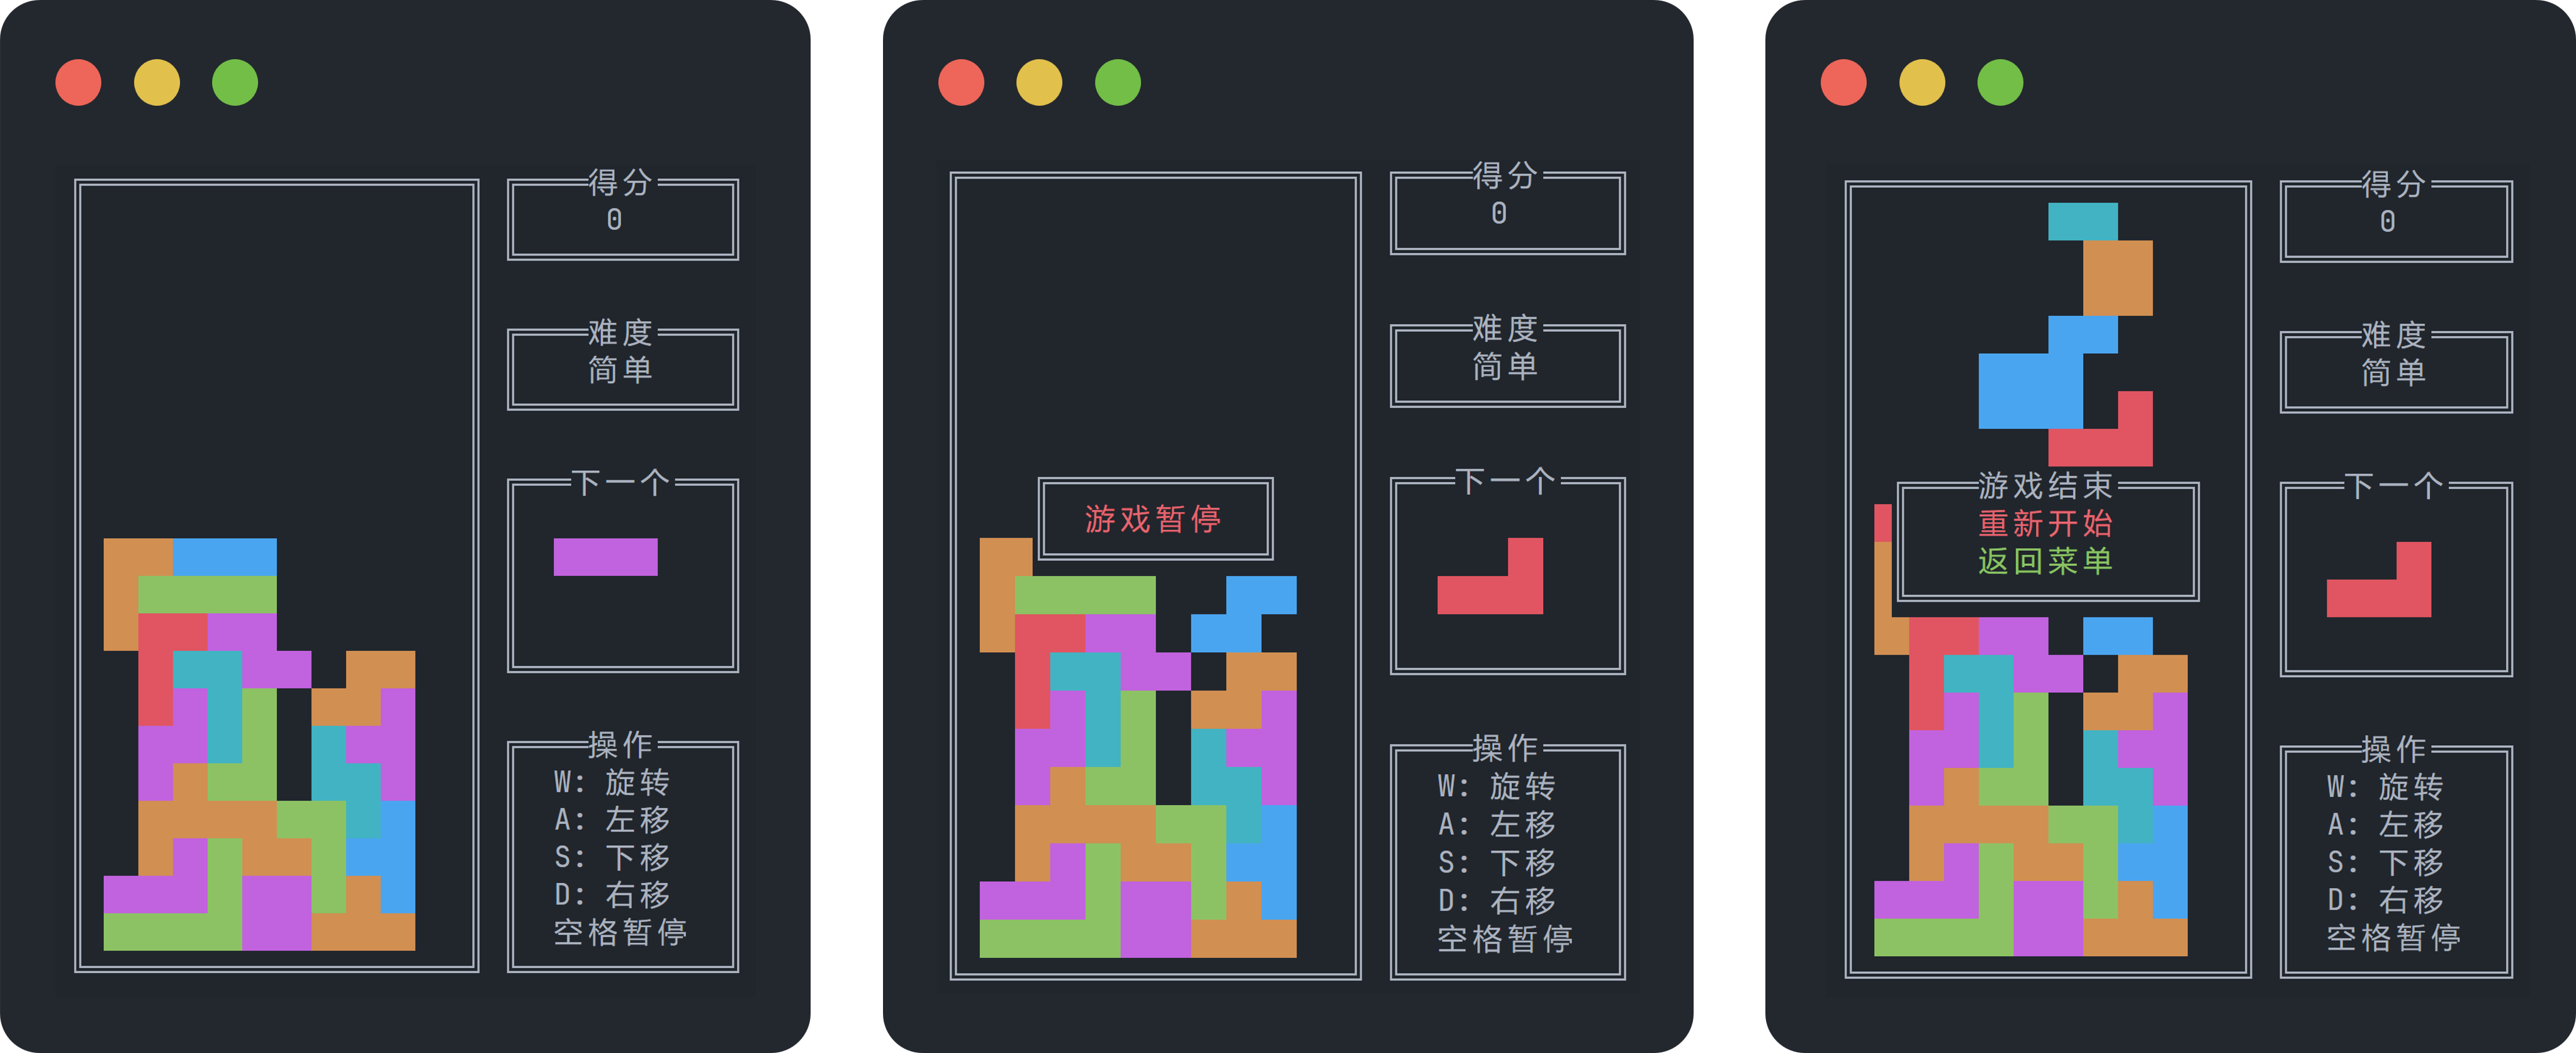 得分
0
难度
简单
下一个
操作
W: 旋转
A: 左移
S: 下移
D: 右移
空格暂停
得分
0
难度
简单
下一个
游戏暂停
操作
W: 旋转
A: 左移
S: 下移
D: 右移
空格暂停
得分
0
难度
简单
下一个
游戏结束
重新开始
返回菜单
操作
W: 旋转
A: 左移
S: 下移
D: 右移
空格暂停